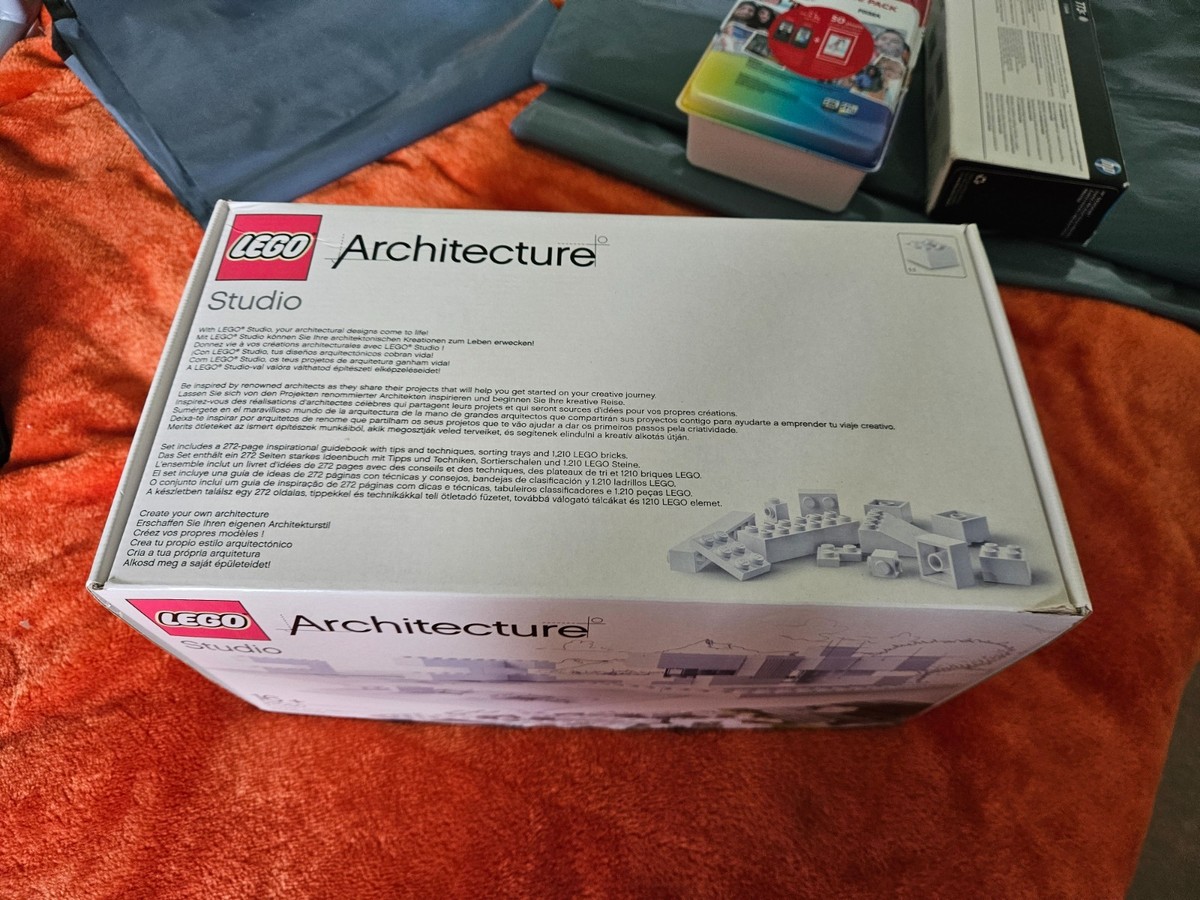 PACK
50
LEGO
Architecture
Studio
With LEGO® Studio, your architectural designs come to life!
Mit LEGO® Studio können Sie Ihre architektonischen Kreationen zum Leben erwecken!
Donnez vie à vos créations architecturales avec LEGO® Studio !
¡Con LEGO® Studio, tus diseños arquitectónicos cobran vida!
Com LEGO® Studio, os teus projetos de arquitetura ganham vida!
A LEGO® Studio-val valóra válthatod építészeti elképzeléseidet!
Be inspired by renowned architects as they share their projects that will help you get started on your creative journey.
Lassen Sie sich von den Projekten renommierter Architekten inspirieren und beginnen Sie Ihre kreative Reise.
Inspirez-vous des réalisations d'architectes célèbres qui partagent leurs projets et qui seront sources d'idées pour vos propres créations.
Sumérgete en el maravilloso mundo de la arquitectura de la mano de grandes arquitectos que compartirán sus proyectos contigo para ayudarte a emprender tu viaje creativo.
Deixa-te inspirar por arquitetos de renome que partilham os seus projetos que te vão ajudar a dar os primeiros passos pela criatividade.
Meríts ötleteket az ismert építészek munkáiból, akik megosztják veled terveiket, és segítenek elindulni a kreatív alkotás útján.
Set includes a 272-page inspirational guidebook with tips and techniques, sorting trays and 1,210 LEGO bricks.
Das Set enthält ein 272 Seiten starkes Ideenbuch mit Tipps und Techniken, Sortierschalen und 1.210 LEGO Steine.
L'ensemble inclut un livret d'idées de 272 pages avec des conseils et des techniques, des plateaux de tri et 1210 briques LEGO.
El set incluye una guía de ideas de 272 páginas con técnicas y consejos, bandejas de clasificación y 1.210 ladrillos LEGO.
O conjunto inclui um guia de inspiração de 272 páginas com dicas e técnicas, tabuleiros classificadores e 1.210 peças LEGO.
A készletben találsz egy 272 oldalas, tippekkel és technikákkal teli ötletadó füzetet, továbbá válogató tálcákat és 1210 LEGO elemet.
Create your own architecture
Erschaffen Sie Ihren eigenen Architekturstil
Créez vos propres modèles !
Crea tu propio estilo arquitectónico
Cria a tua própria arquitetura
Alkosd meg a saját épületeidet!
LEGO
Architecture
Studio
16+